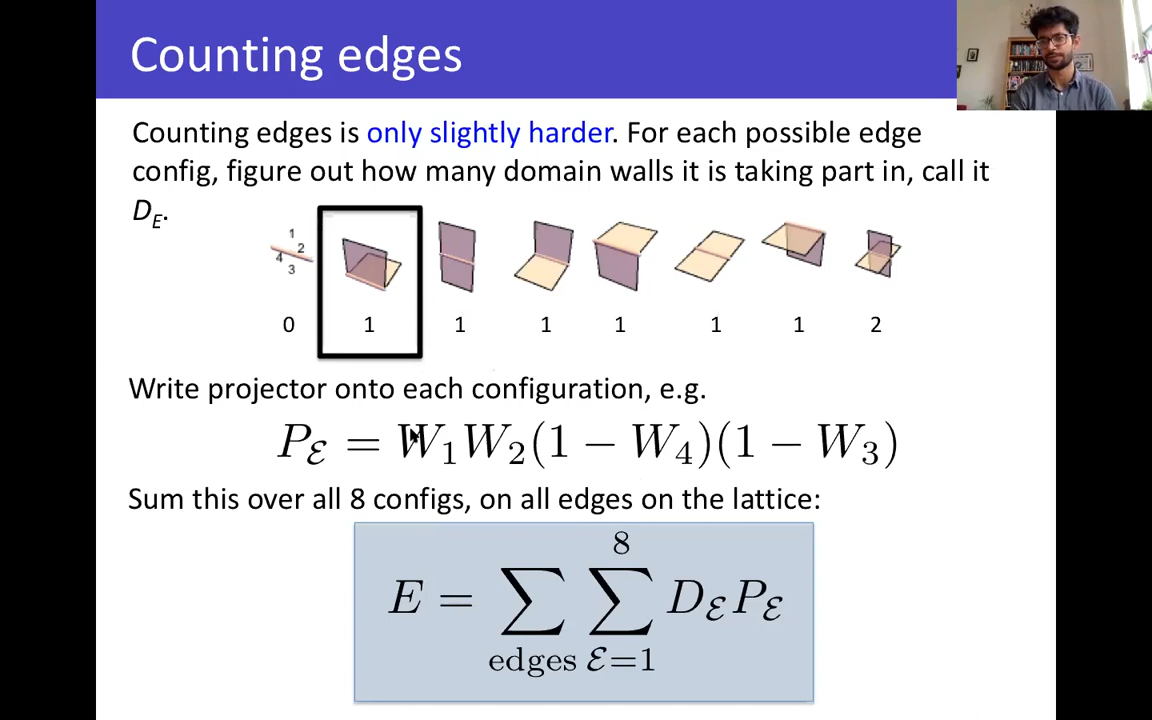 Counting edges
Counting edges is only slightly harder. For each possible edge
config, figure out how many domain walls it is taking part in, call it
D_E.
1
2
4
3
0 1 1 1 1 1 1 2
Write projector onto each configuration, e.g.
P_ℰ = W_1W_2(1 − W_4)(1 − W_3)
Sum this over all 8 configs, on all edges on the lattice:
E = ∑_{edges} ∑_{ℰ=1}^{8} D_ℰP_ℰ